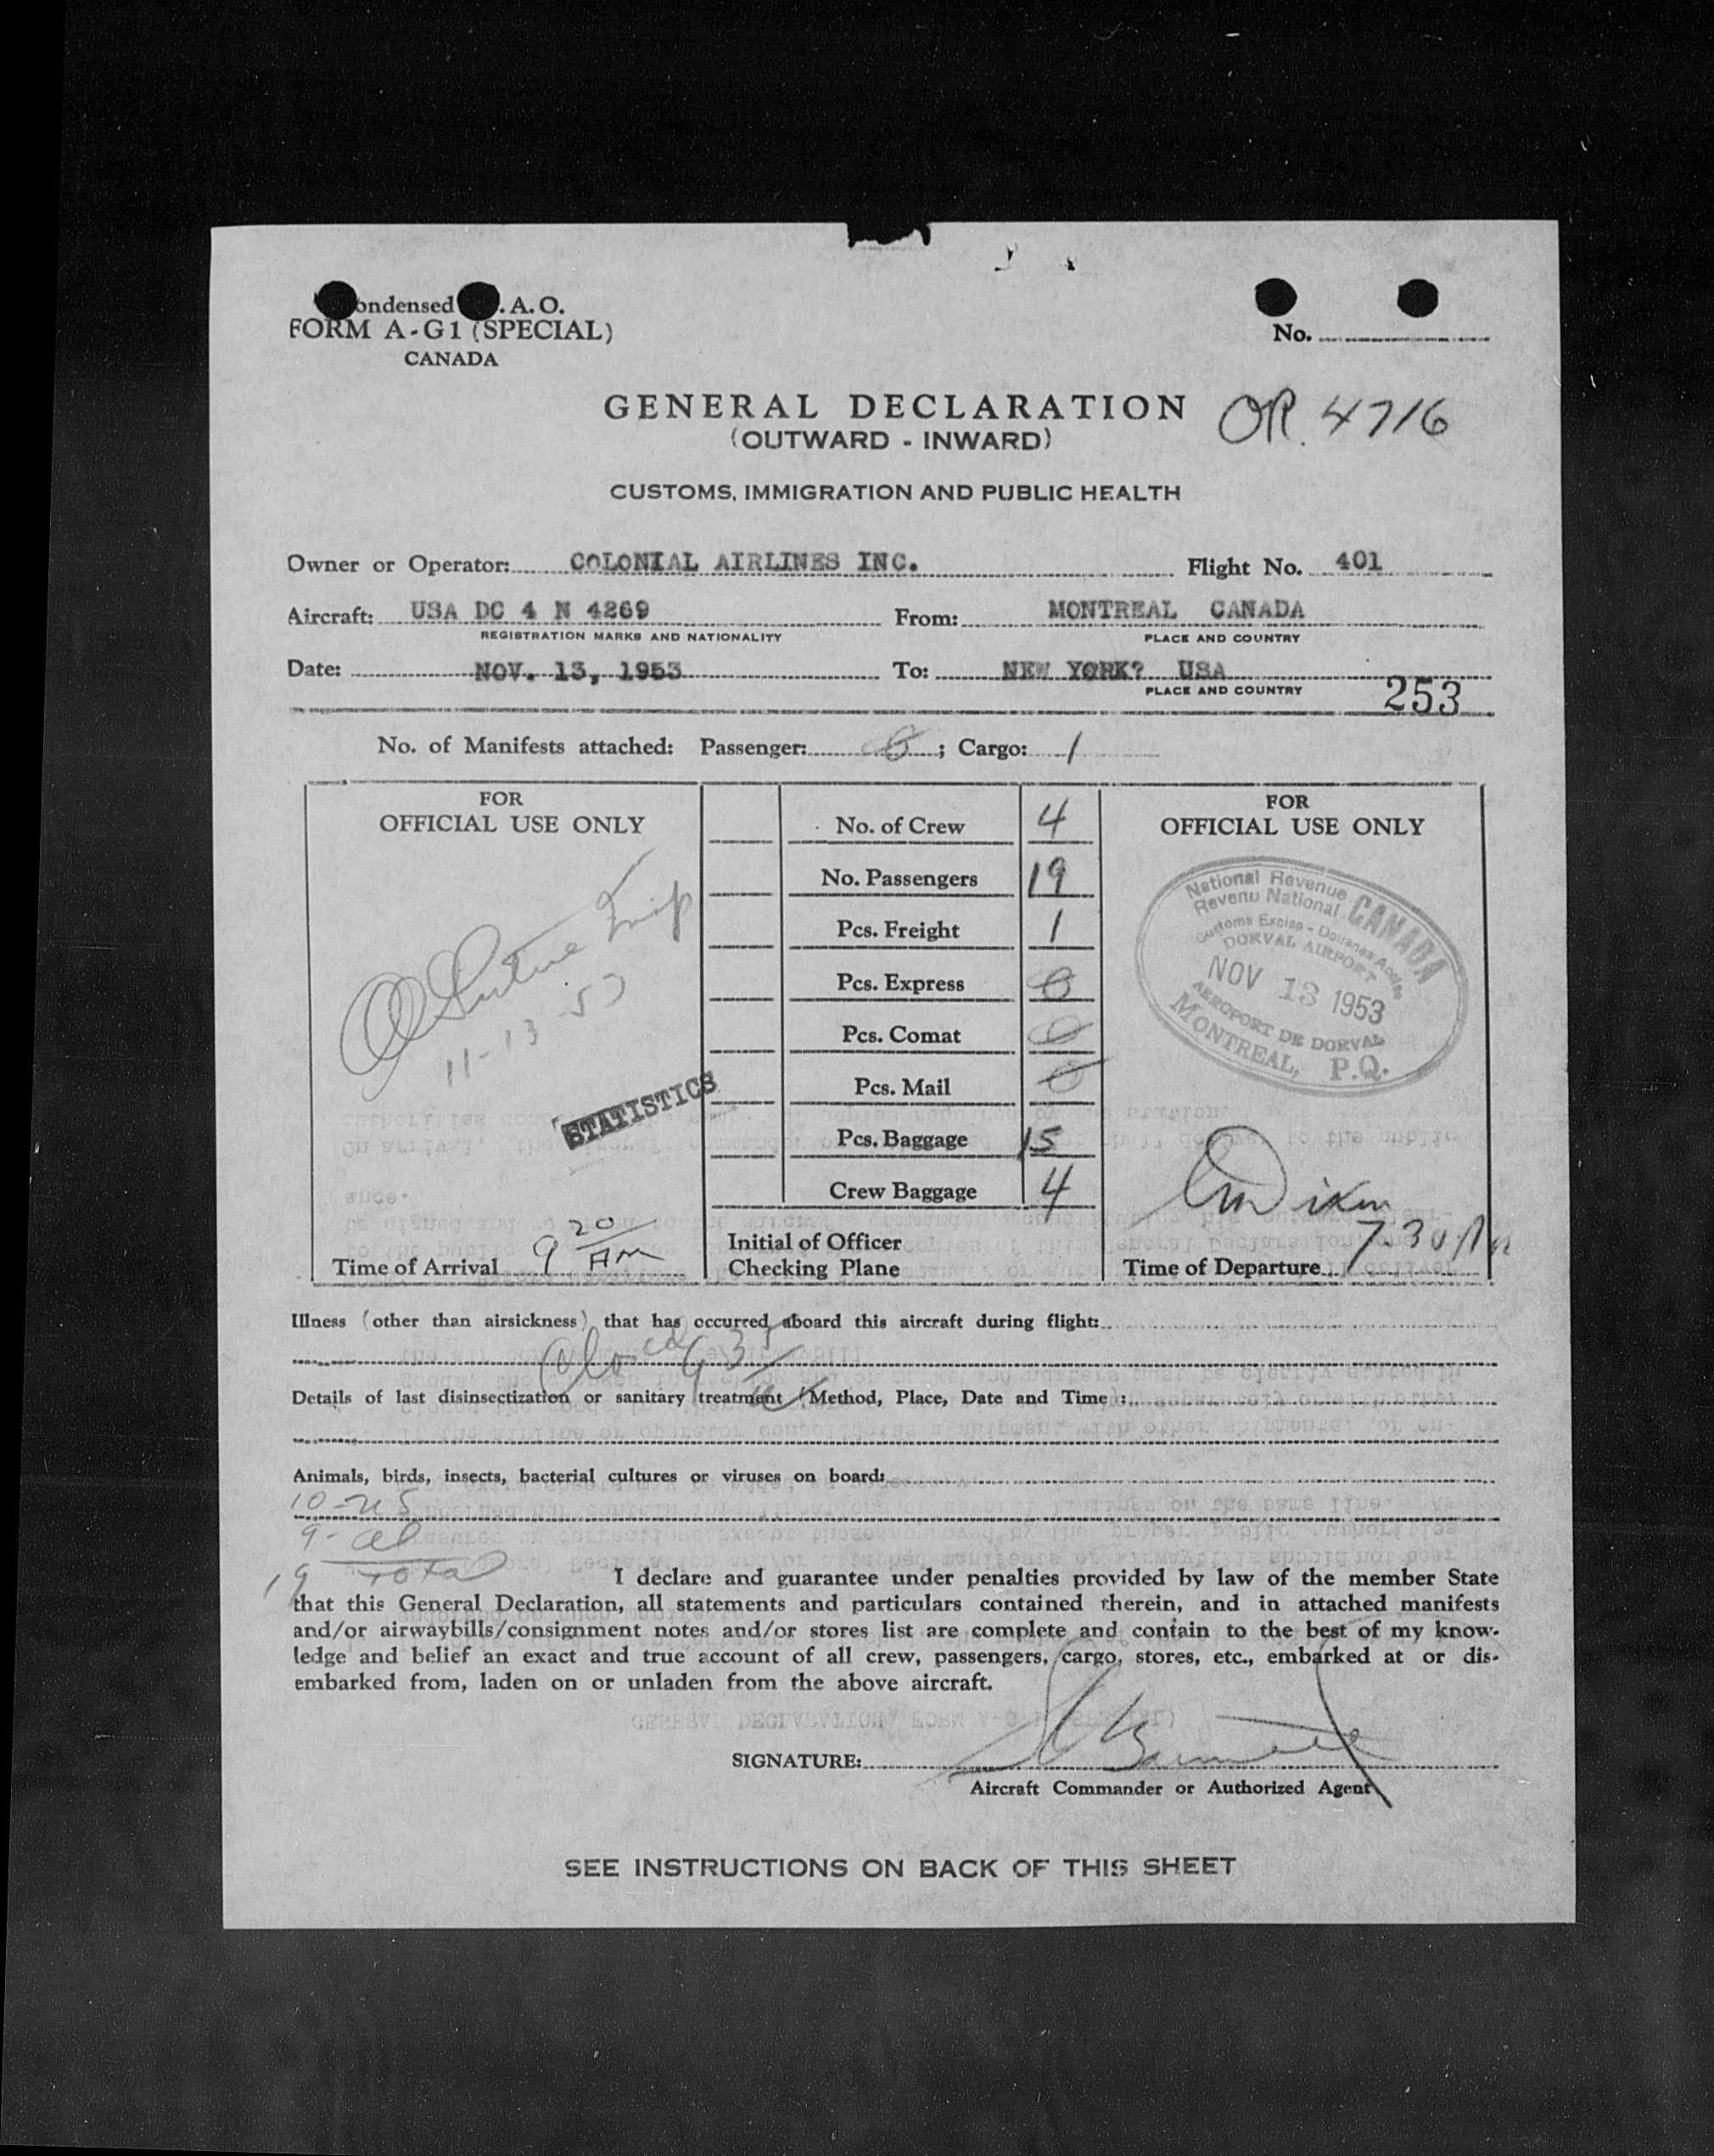 ondensed .A.O.
FORM A-G1 (SPECIAL)
CANADA
No.
GENERAL DECLARATION
OR. 4716
(OUTWARD - INWARD)
CUSTOMS, IMMIGRATION AND PUBLIC HEALTH
Owner or Operator: COLONIAL AIRLINES INC. Flight No. 401
Aircraft: USA DC 4 N 4269 From: MONTREAL CANADA
REGISTRATION MARKS AND NATIONALITY PLACE AND COUNTRY
Date: NOV. 13, 1953 To: NEW YORK? USA
PLACE AND COUNTRY
253
No. of Manifests attached: Passenger: 0; Cargo: 1
FOR
OFFICIAL USE ONLY
11-13-53
STATISTICS
Time of Arrival 9 20 AM
No. of Crew 4
No. Passengers 19
Pcs. Freight 1
Pcs. Express 0
Pcs. Comat 0
Pcs. Mail 0
Pcs. Baggage 15
Crew Baggage 4
Initial of Officer
Checking Plane
FOR
OFFICIAL USE ONLY
National Revenue
Revenu National
CANADA
Customs Excise - Douanes Accise
DORVAL AIRPORT
NOV 13 1953
AEROPORT DE DORVAL
MONTREAL, P.Q.
Time of Departure 7.30 AM
Illness (other than airsickness) that has occurred aboard this aircraft during flight:
Details of last disinsectization or sanitary treatment (Method, Place, Date and Time):
Animals, birds, insects, bacterial cultures or viruses on board:
10-US
9-al
19 Total
I declare and guarantee under penalties provided by law of the member State
that this General Declaration, all statements and particulars contained therein, and in attached manifests
and/or airwaybills/consignment notes and/or stores list are complete and contain to the best of my know-
ledge and belief an exact and true account of all crew, passengers, cargo, stores, etc., embarked at or dis-
embarked from, laden on or unladen from the above aircraft.
SIGNATURE:
Aircraft Commander or Authorized Agent
SEE INSTRUCTIONS ON BACK OF THIS SHEET